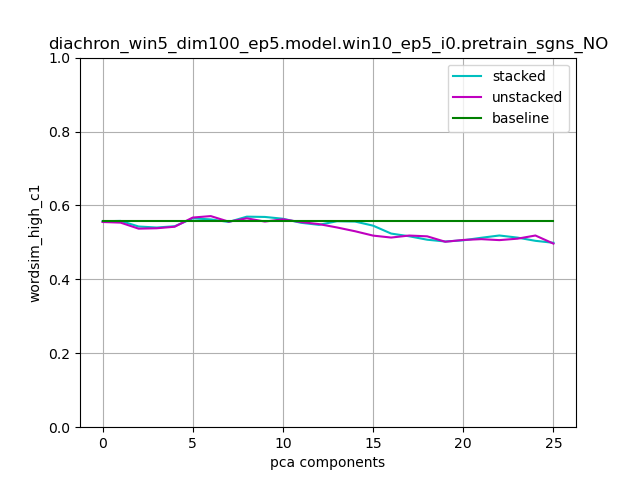 diachron_win5_dim100_ep5.model.win10_ep5_i0.pretrain_sgns_NO
stacked
unstacked
baseline
1.0
0.8
0.6
0.4
0.2
0.0
wordsim_high_c1
0 5 10 15 20 25
pca components